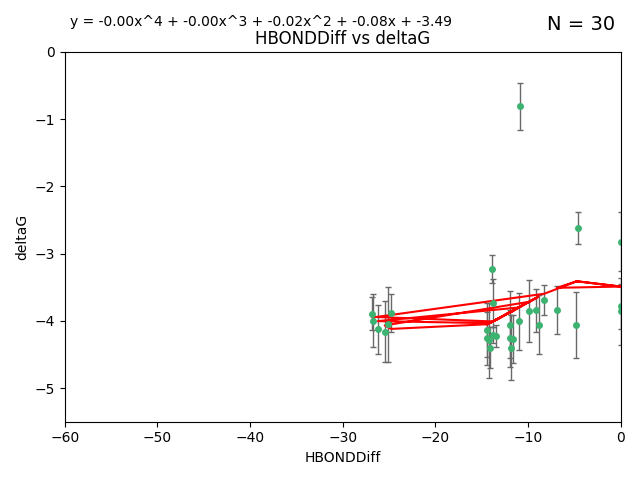 y = -0.00x^4 + -0.00x^3 + -0.02x^2 + -0.08x + -3.49
N = 30
HBONDDiff vs deltaG
0
−1
−2
−3
−4
−5
deltaG
−60
−50
−40
−30
−20
−10
0
HBONDDiff